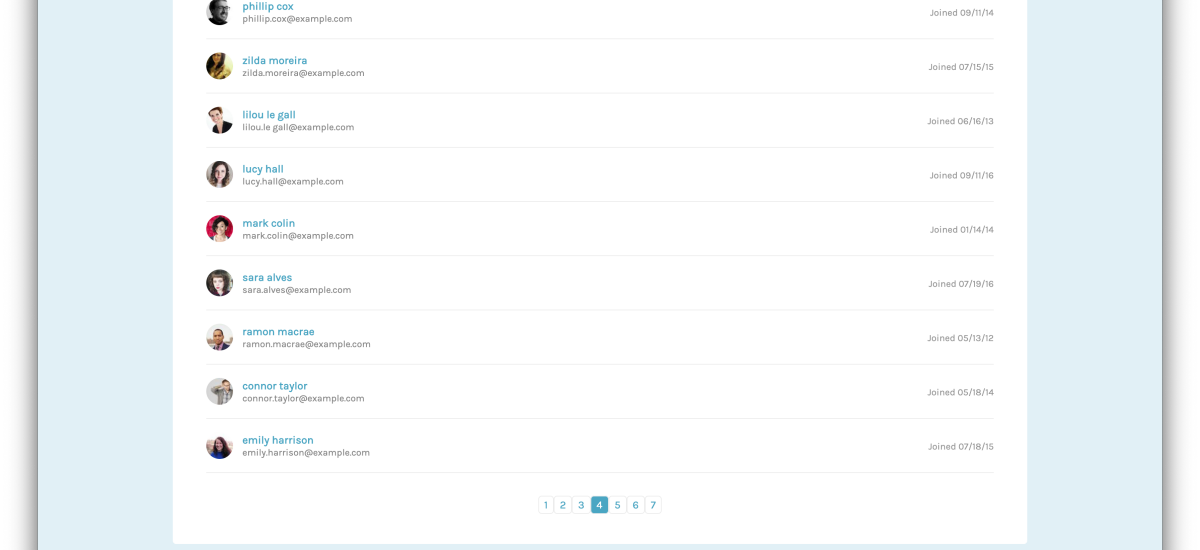 phillip cox
phillip.cox@example.com
Joined 09/11/14
zilda moreira
zilda.moreira@example.com
Joined 07/15/15
lilou le gall
lilou.le gall@example.com
Joined 06/16/13
lucy hall
lucy.hall@example.com
Joined 09/11/16
mark colin
mark.colin@example.com
Joined 01/14/14
sara alves
sara.alves@example.com
Joined 07/19/16
ramon macrae
ramon.macrae@example.com
Joined 05/13/12
connor taylor
connor.taylor@example.com
Joined 05/18/14
emily harrison
emily.harrison@example.com
Joined 07/18/15
1 2 3 4 5 6 7